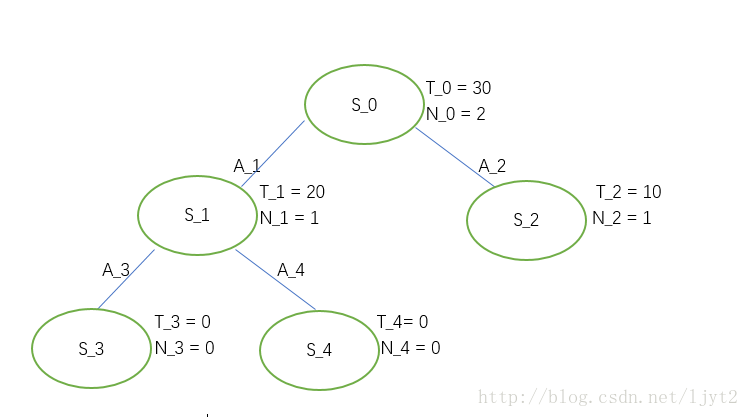 S_0
T_0 = 30
N_0 = 2
A_1
A_2
S_1
T_1 = 20
N_1 = 1
S_2
T_2 = 10
N_2 = 1
A_3
A_4
S_3
T_3 = 0
N_3 = 0
S_4
T_4= 0
N_4 = 0
http://blog.csdn.net/ljyt2